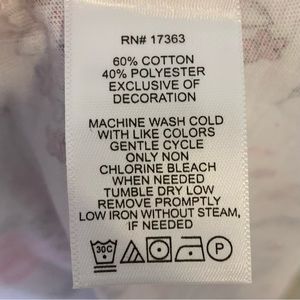 RN# 17363
60% COTTON
40% POLYESTER
EXCLUSIVE OF
DECORATION
MACHINE WASH COLD
WITH LIKE COLORS
GENTLE CYCLE
ONLY NON
CHLORINE BLEACH
WHEN NEEDED
TUMBLE DRY LOW
REMOVE PROMPTLY
LOW IRON WITHOUT STEAM,
IF NEEDED
30C P